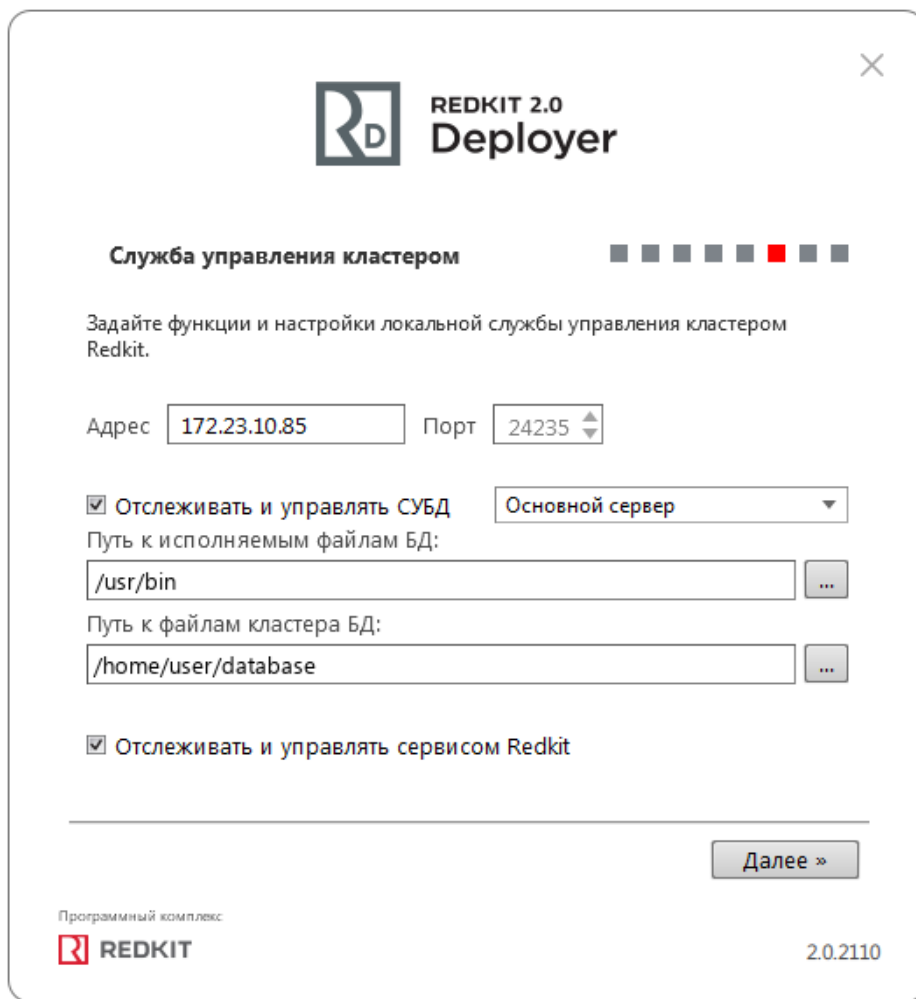 REDKIT 2.0
Deployer
Служба управления кластером
Задайте функции и настройки локальной службы управления кластером
Redkit.
Адрес 172.23.10.85 Порт 24235
Отслеживать и управлять СУБД Основной сервер
Путь к исполняемым файлам БД:
/usr/bin ...
Путь к файлам кластера БД:
/home/user/database ...
Отслеживать и управлять сервисом Redkit
Далее »
Программный комплекс
REDKIT
2.0.2110